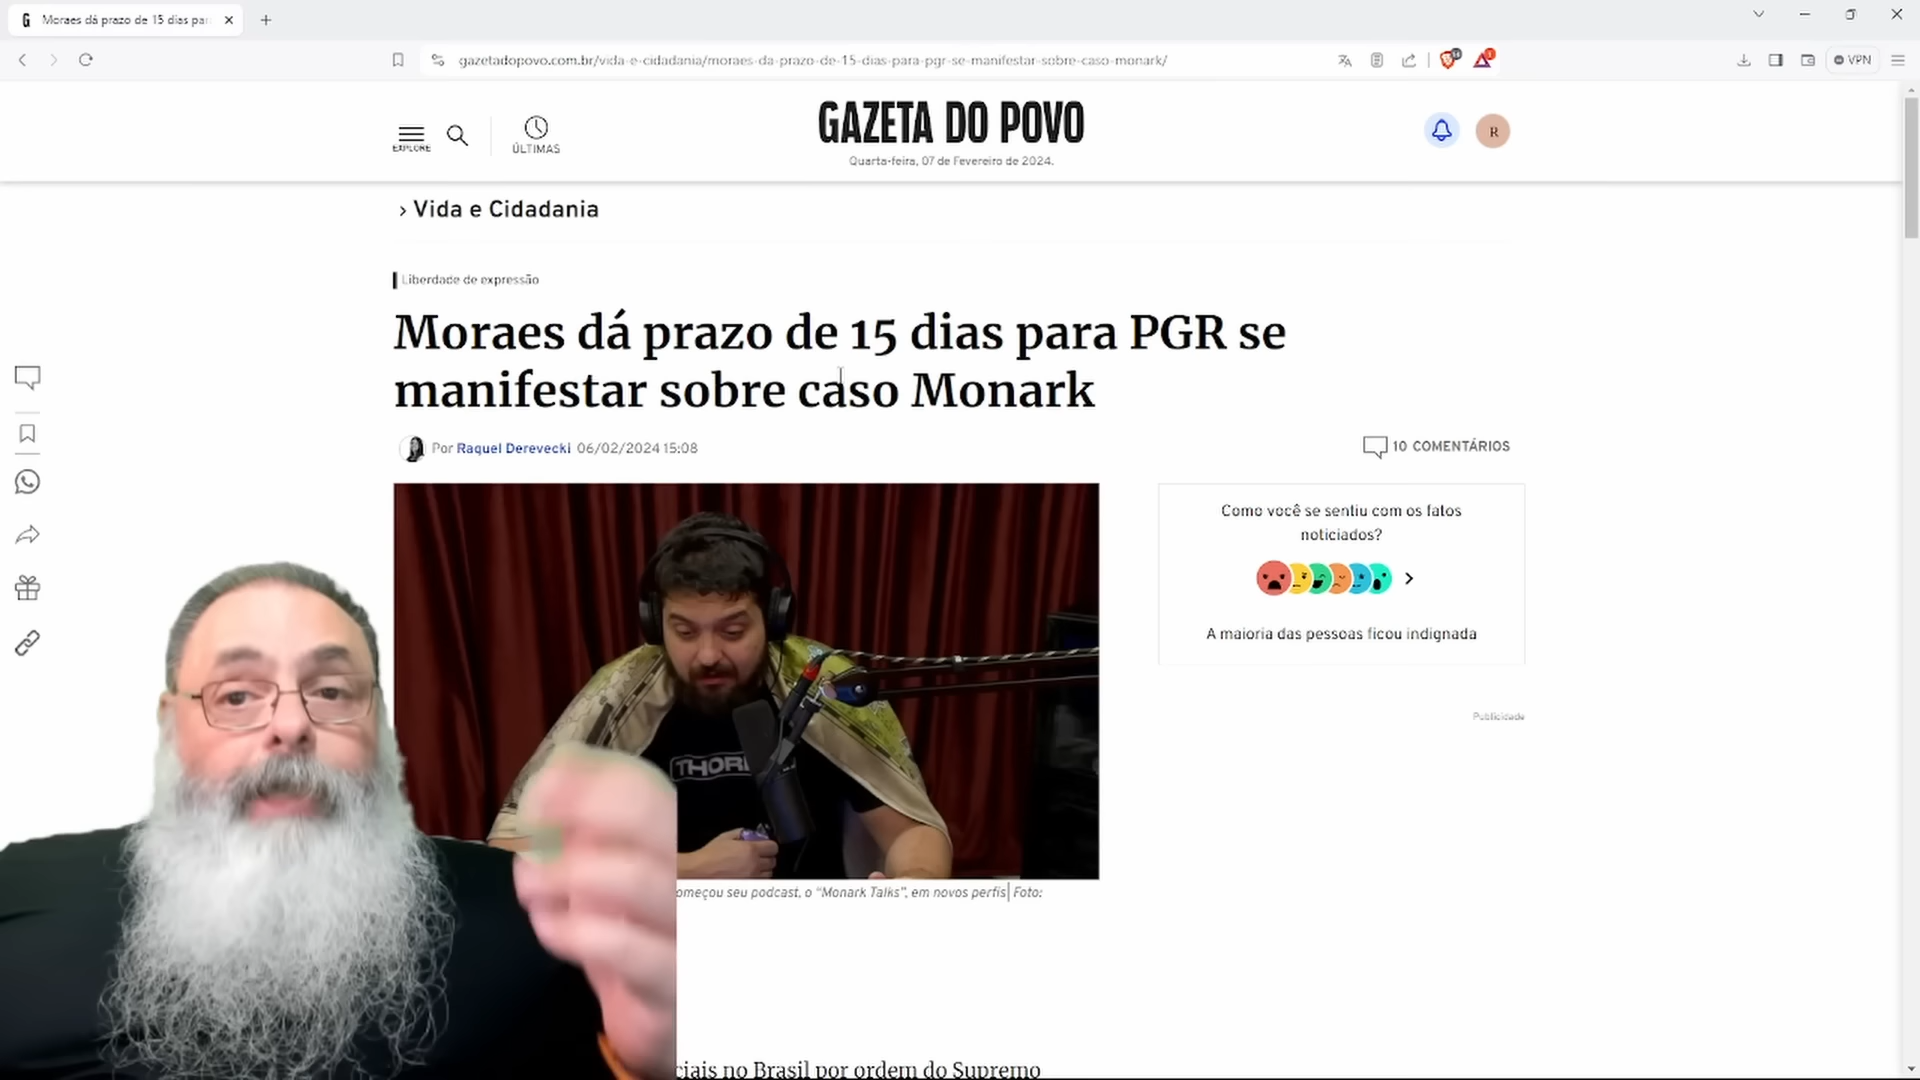 G Moraes dá prazo de 15 dias par
gazetadopovo.com.br/vida-e-cidadania/moraes-da-prazo-de-15-dias-para-pgr-se-manifestar-sobre-caso-monark/
VPN
EXPLORE
ÚLTIMAS
GAZETA DO POVO
Quarta-feira, 07 de Fevereiro de 2024.
R
› Vida e Cidadania
Liberdade de expressão
Moraes dá prazo de 15 dias para PGR se
manifestar sobre caso Monark
Por Raquel Derevecki 06/02/2024 15:08
10 COMENTÁRIOS
Como você se sentiu com os fatos
noticiados?
A maioria das pessoas ficou indignada
Publicidade
omeçou seu podcast, o “Monark Talks”, em novos perfis| Foto:
ciais no Brasil por ordem do Supremo